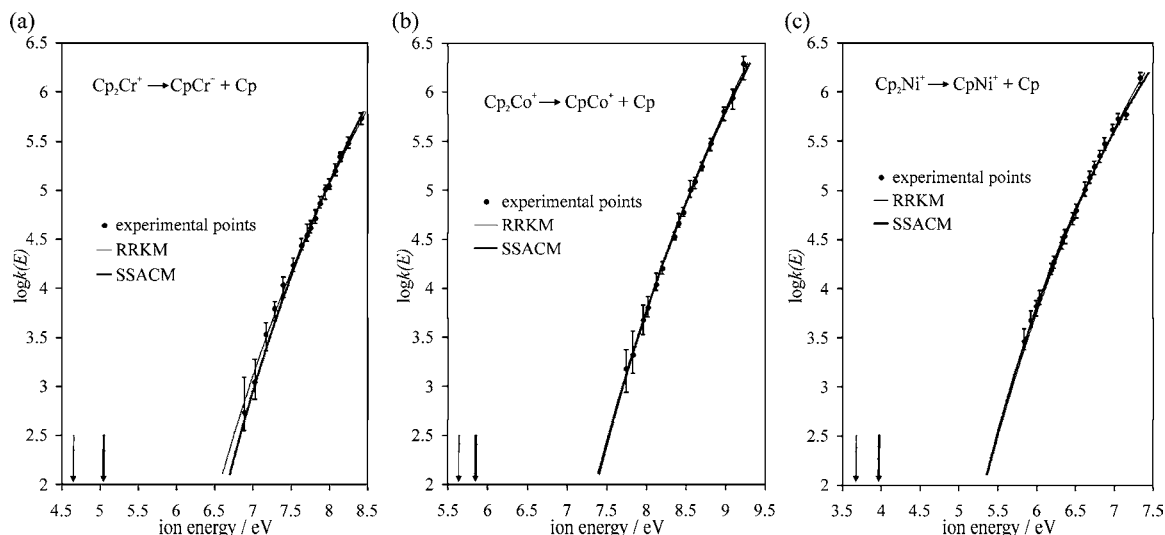 (a)
6.5
6
5.5
5
4.5
4
3.5
3
2.5
2
logk(E)
Cp₂Cr⁺ → CpCr⁻ + Cp
experimental points
RRKM
SSACM
4.5 5 5.5 6 6.5 7 7.5 8 8.5
ion energy / eV
(b)
6.5
6
5.5
5
4.5
4
3.5
3
2.5
2
logk(E)
Cp₂Co⁺ → CpCo⁺ + Cp
experimental points
RRKM
SSACM
5.5 6 6.5 7 7.5 8 8.5 9 9.5
ion energy / eV
(c)
6.5
6
5.5
5
4.5
4
3.5
3
2.5
2
logk(E)
Cp₂Ni⁺ → CpNi⁺ + Cp
experimental points
RRKM
SSACM
3.5 4 4.5 5 5.5 6 6.5 7 7.5
ion energy / eV